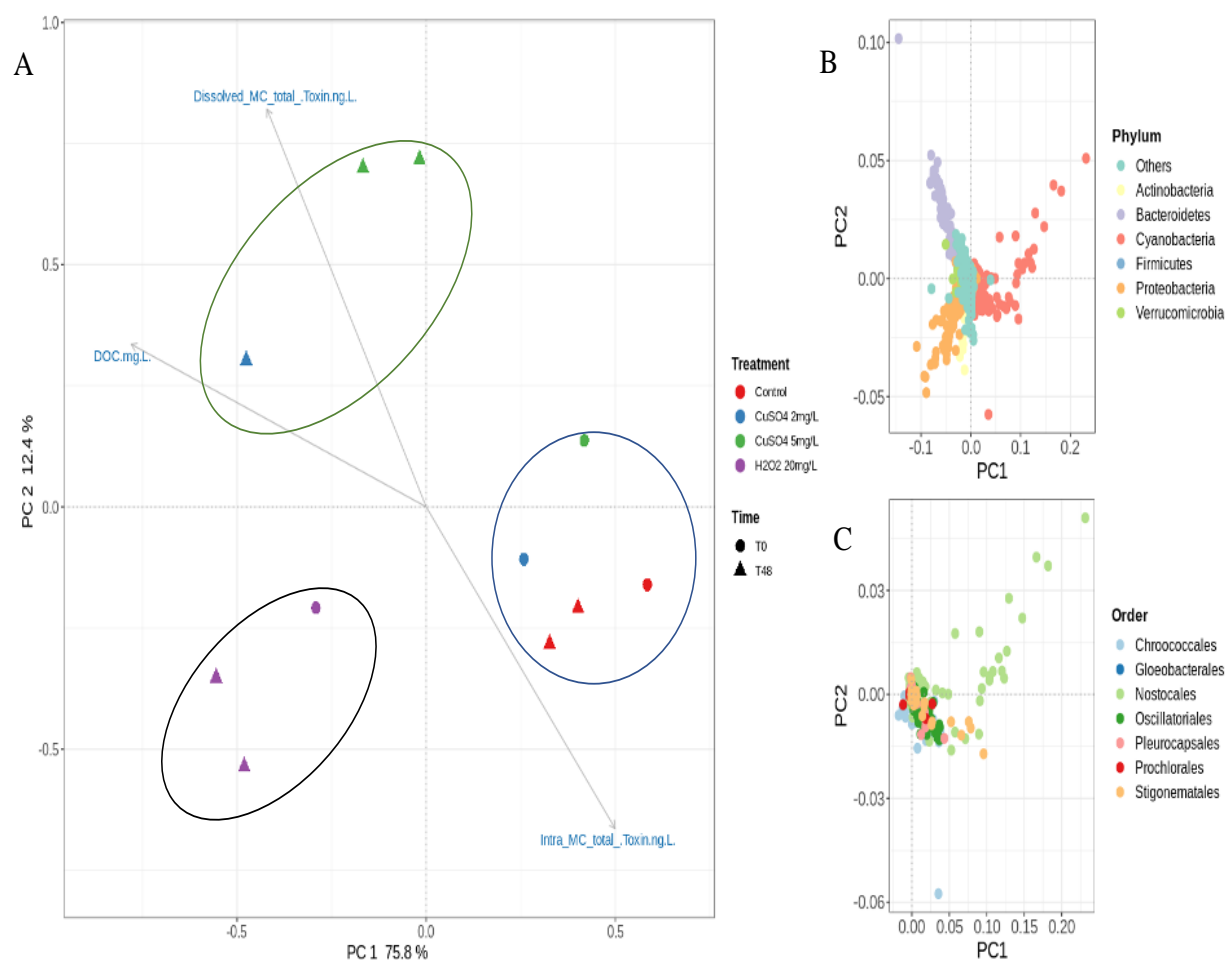 A
1.0
0.5
0.0
-0.5
PC 2 12.4 %
-0.5
0.0
0.5
PC 1 75.8 %
Dissolved_MC_total_.Toxin.ng.L.
DOC.mg.L.
Intra_MC_total_.Toxin.ng.L.
Treatment
Control
CuSO4 2mg/L
CuSO4 5mg/L
H2O2 20mg/L
Time
T0
T48
B
0.10
0.05
0.00
-0.05
PC2
-0.1
0.0
0.1
0.2
PC1
Phylum
Others
Actinobacteria
Bacteroidetes
Cyanobacteria
Firmicutes
Proteobacteria
Verrucomicrobia
C
0.03
0.00
-0.03
-0.06
PC2
0.00
0.05
0.10
0.15
0.20
PC1
Order
Chroococcales
Gloeobacterales
Nostocales
Oscillatoriales
Pleurocapsales
Prochlorales
Stigonematales